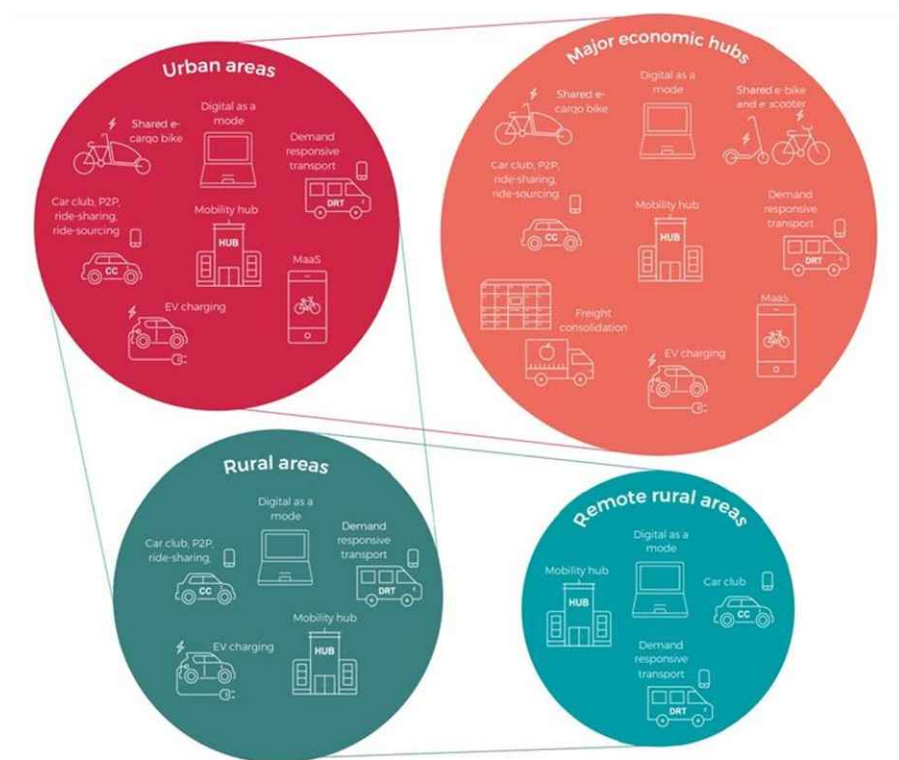 Urban areas
Shared e-
cargo bike
Digital as a
mode
Demand
responsive
transport
DRT
Car club, P2P,
ride-sharing,
ride-sourcing
CC
Mobility hub
HUB
MaaS
EV charging
Major economic hubs
Shared e-
cargo bike
Digital as a
mode
Shared e-bike
and e scooter
Car club, P2P,
ride-sharing,
ride-sourcing
CC
Mobility hub
HUB
Demand
responsive
transport
DRT
Freight
consolidation
MaaS
EV charging
Rural areas
Digital as a
mode
Car club, P2P,
ride-sharing,
CC
Demand
responsive
transport
DRT
EV charging
Mobility hub
HUB
Remote rural areas
Digital as a
mode
Mobility hub
HUB
Car club
CC
Demand
responsive
transport
DRT